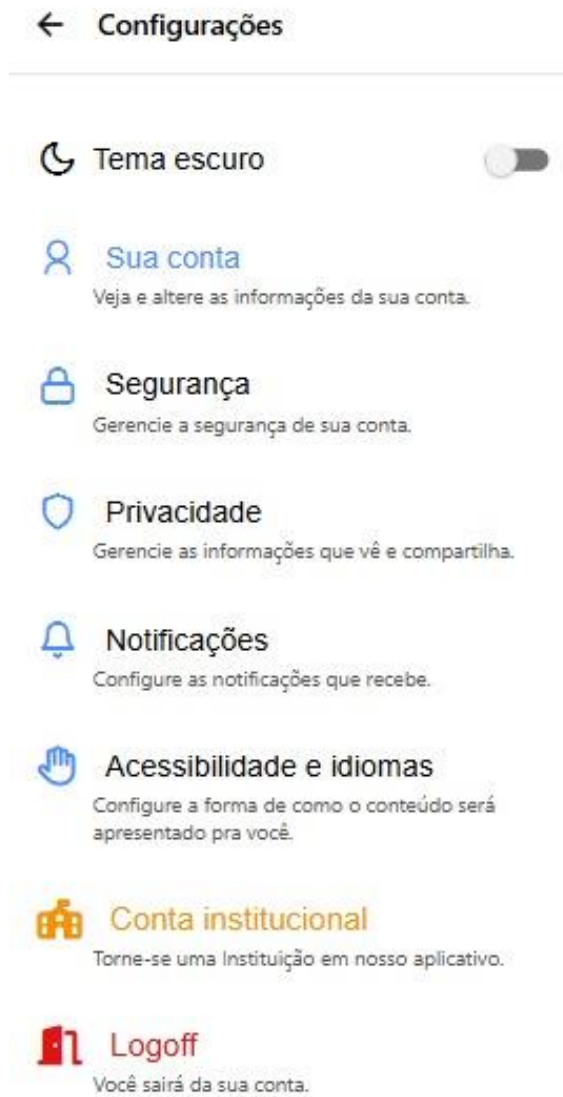 Configurações
Tema escuro
Sua conta
Veja e altere as informações da sua conta.
Segurança
Gerencie a segurança de sua conta.
Privacidade
Gerencie as informações que vê e compartilha.
Notificações
Configure as notificações que recebe.
Acessibilidade e idiomas
Configure a forma de como o conteúdo será
apresentado pra você.
Conta institucional
Torne-se uma Instituição em nosso aplicativo.
Logoff
Você sairá da sua conta.